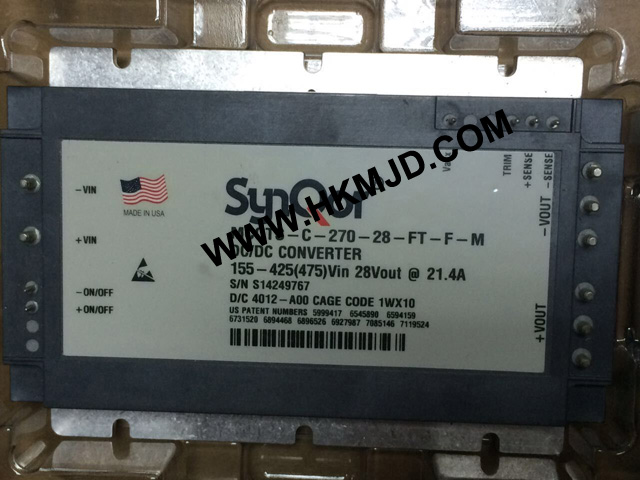 SynQor
MADE IN USA
-VIN
+VIN
-ON/OFF
+ON/OFF
-C-270-28-FT-F-M
DC/DC CONVERTER
155-425(475)Vin 28Vout @ 21.4A
S/N S14249767
D/C 4012-A00 CAGE CODE 1WX10
US PATENT NUMBERS 5999417 6545890 6594159
6731520 6894468 6896526 6927987 7085146 7119524
TRIM
+SENSE
-SENSE
-VOUT
+VOUT
WWW.HKMJD.COM